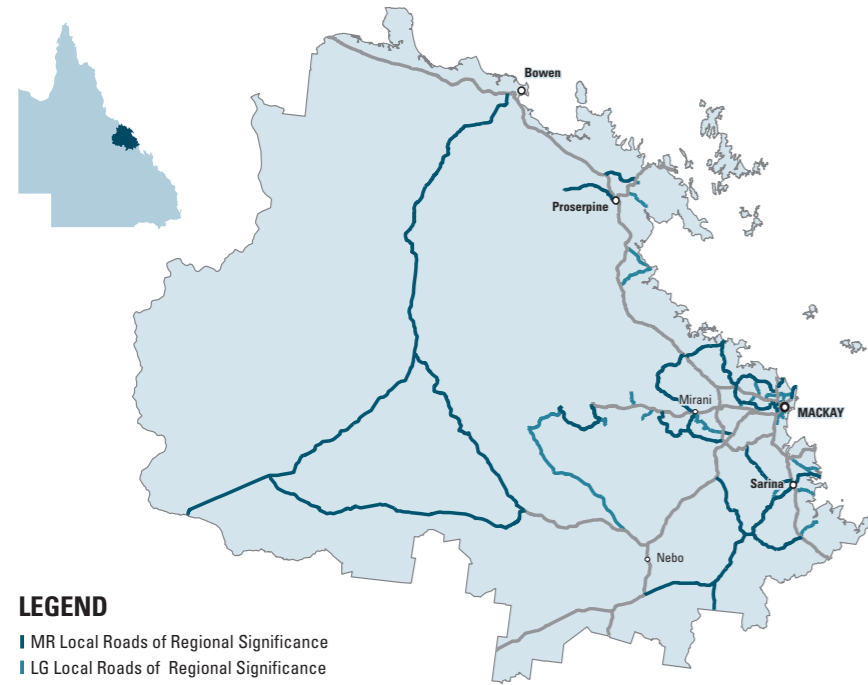 Bowen
Proserpine
Mirani
MACKAY
Sarina
Nebo
LEGEND
MR Local Roads of Regional Significance
LG Local Roads of Regional Significance